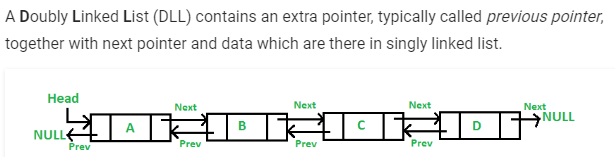 A Doubly Linked List (DLL) contains an extra pointer, typically called previous pointer,
together with next pointer and data which are there in singly linked list.
Head
Next
Next
Next
Next
NULL
A
B
C
D
NULL
Prev
Prev
Prev
Prev